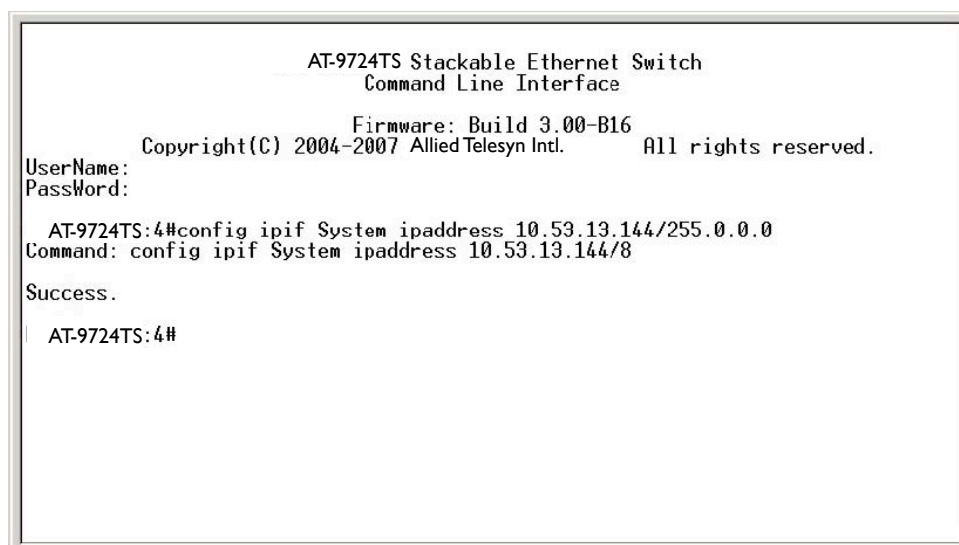 AT-9724TS Stackable Ethernet Switch
Command Line Interface
Firmware: Build 3.00-B16
Copyright(C) 2004-2007 Allied Telesyn Intl. All rights reserved.
UserName:
PassWord:
AT-9724TS:4#config ipif System ipaddress 10.53.13.144/255.0.0.0
Command: config ipif System ipaddress 10.53.13.144/8
Success.
AT-9724TS:4#